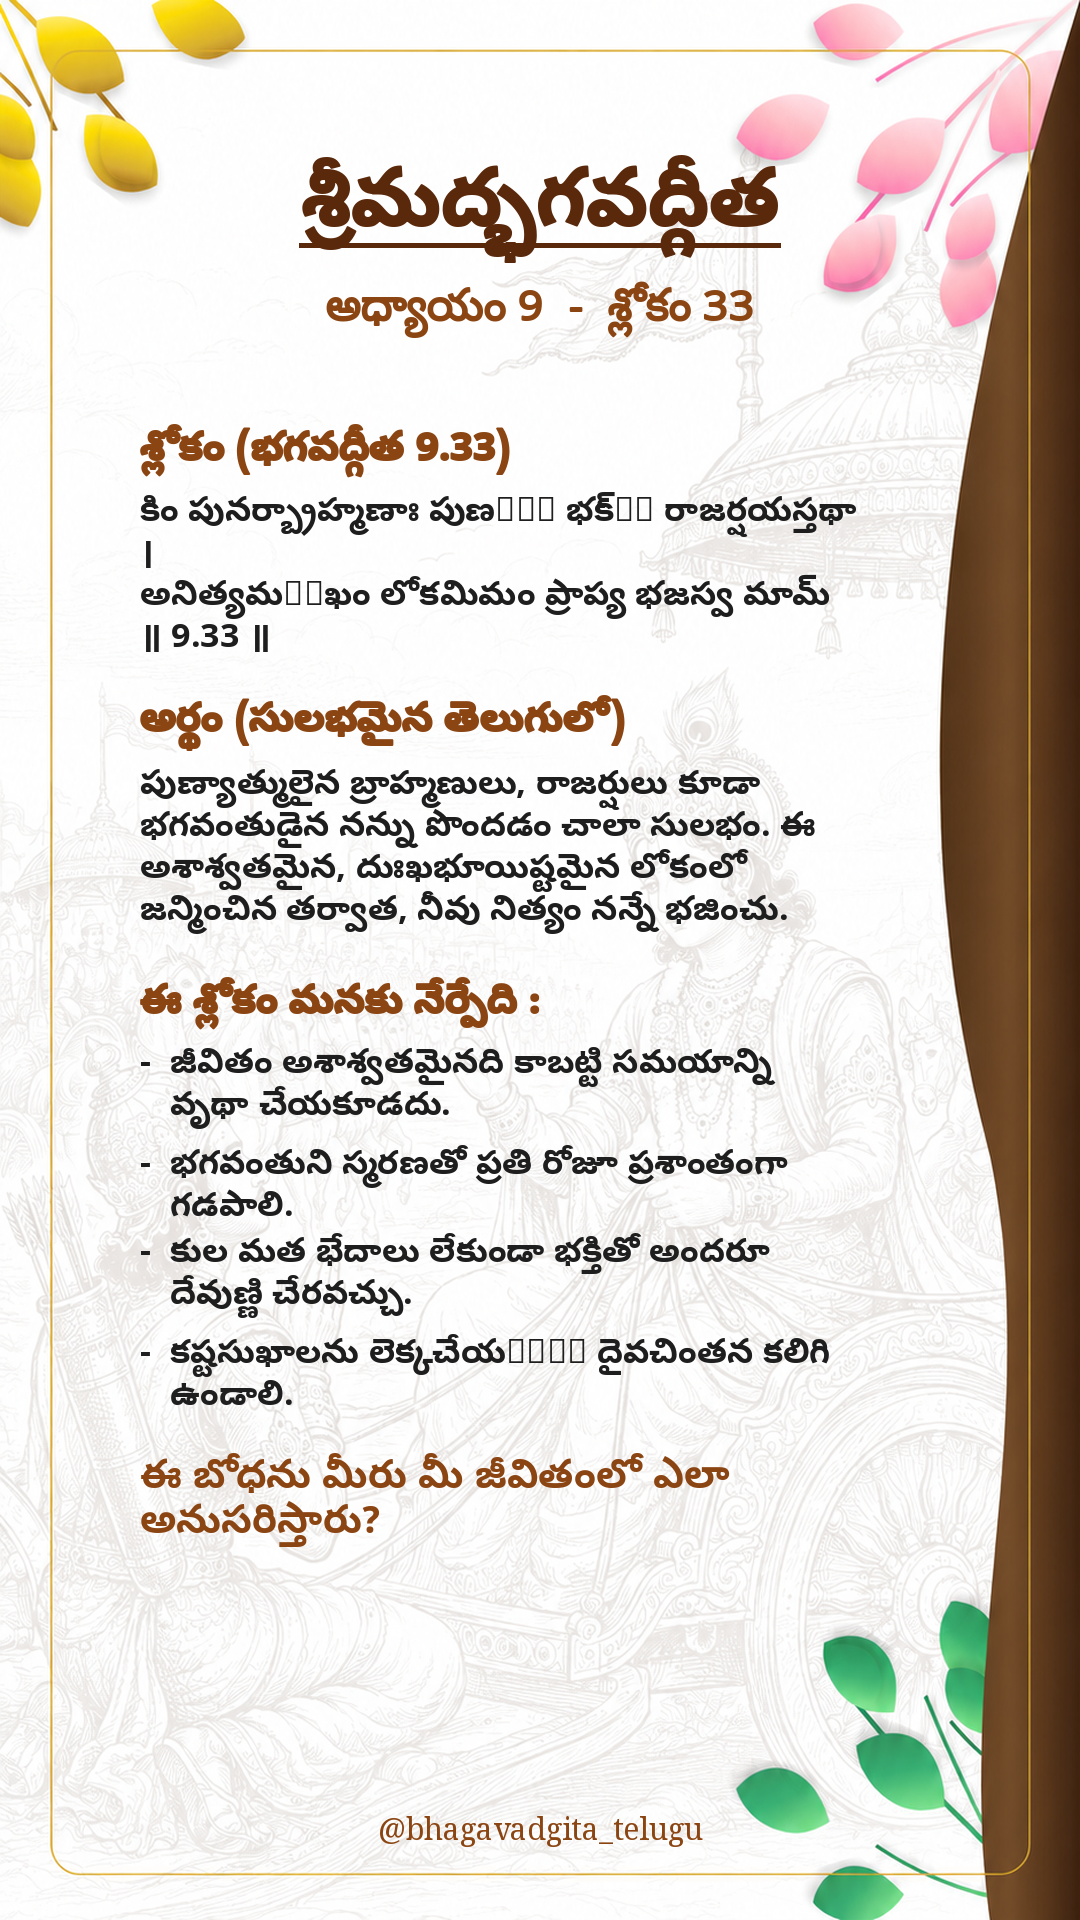 శ్రీమద్భగవద్గీత
అధ్యాయం 9 - శ్లోకం 33
శ్లోకం (భగవద్గీత 9.33)
కిం పునర్బ్రాహ్మణాః రాజర్షయస్తథా
|
లోకమిమం ప్రాప్య భజస్వ మామ్
॥ 9.33 ॥
అర్థం (సులభమైన తెలుగులో)
పుణ్యాత్ములైన బ్రాహ్మణులు, రాజర్షులు కూడా
భగవంతుడైన నన్ను పొందడం చాలా సులభం. ఈ
అశాశ్వతమైన, దుఃఖభూయిష్టమైన లోకంలో
జన్మించిన తర్వాత, నీవు నిత్యం నన్నే భజించు.
ఈ శ్లోకం మనకు నేర్పేది :
- జీవితం అశాశ్వతమైనది కాబట్టి సమయాన్ని
వృథా చేయకూడదు.
- భగవంతుని స్మరణతో ప్రతి రోజూ ప్రశాంతంగా
గడపాలి.
- కుల మత భేదాలు లేకుండా భక్తితో అందరూ
దేవుణ్ణి చేరవచ్చు.
- కష్టసుఖాలను దైవచింతన కలిగి
ఉండాలి.
ఈ బోధను మీరు మీ జీవితంలో ఎలా
అనుసరిస్తారు?
@bhagavadgita_telugu